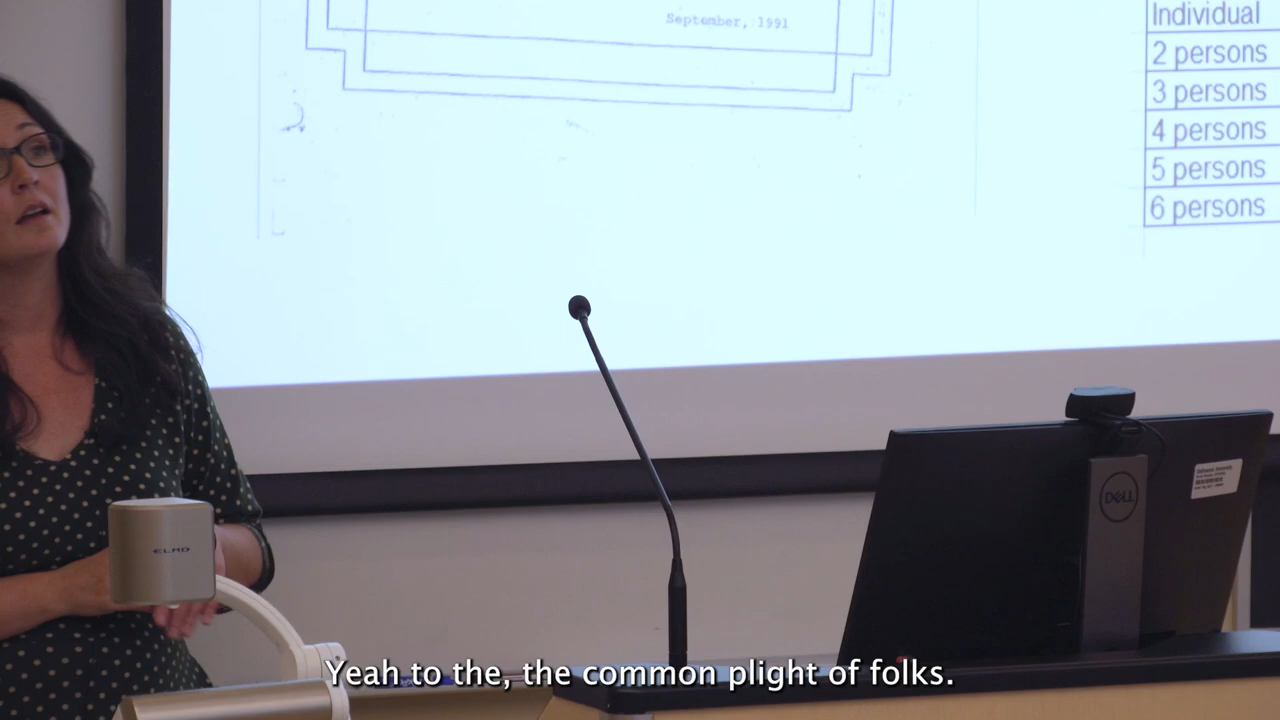 September, 1991
Individual
2 persons
3 persons
4 persons
5 persons
6 persons
DELL
ELMO
Yeah to the, the common plight of folks.